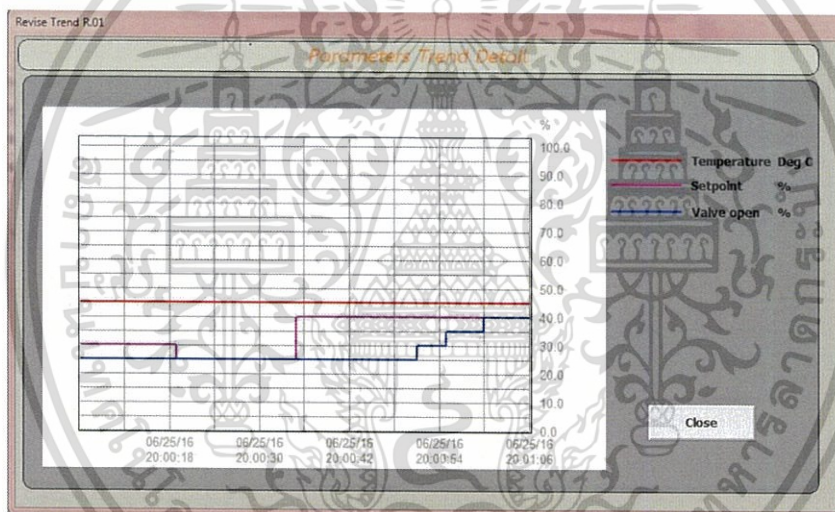 Revise Trend R.01
Parameters Trend Detail
%
100.0
90.0
80.0
70.0
60.0
50.0
40.0
30.0
20.0
10.0
0.0
06/25/16 06/25/16 06/25/16 06/25/16 06/25/16
20:00:18 20:00:30 20:00:42 20:00:54 20:01:06
Temperature Deg C
Setpoint %
Valve open %
Close